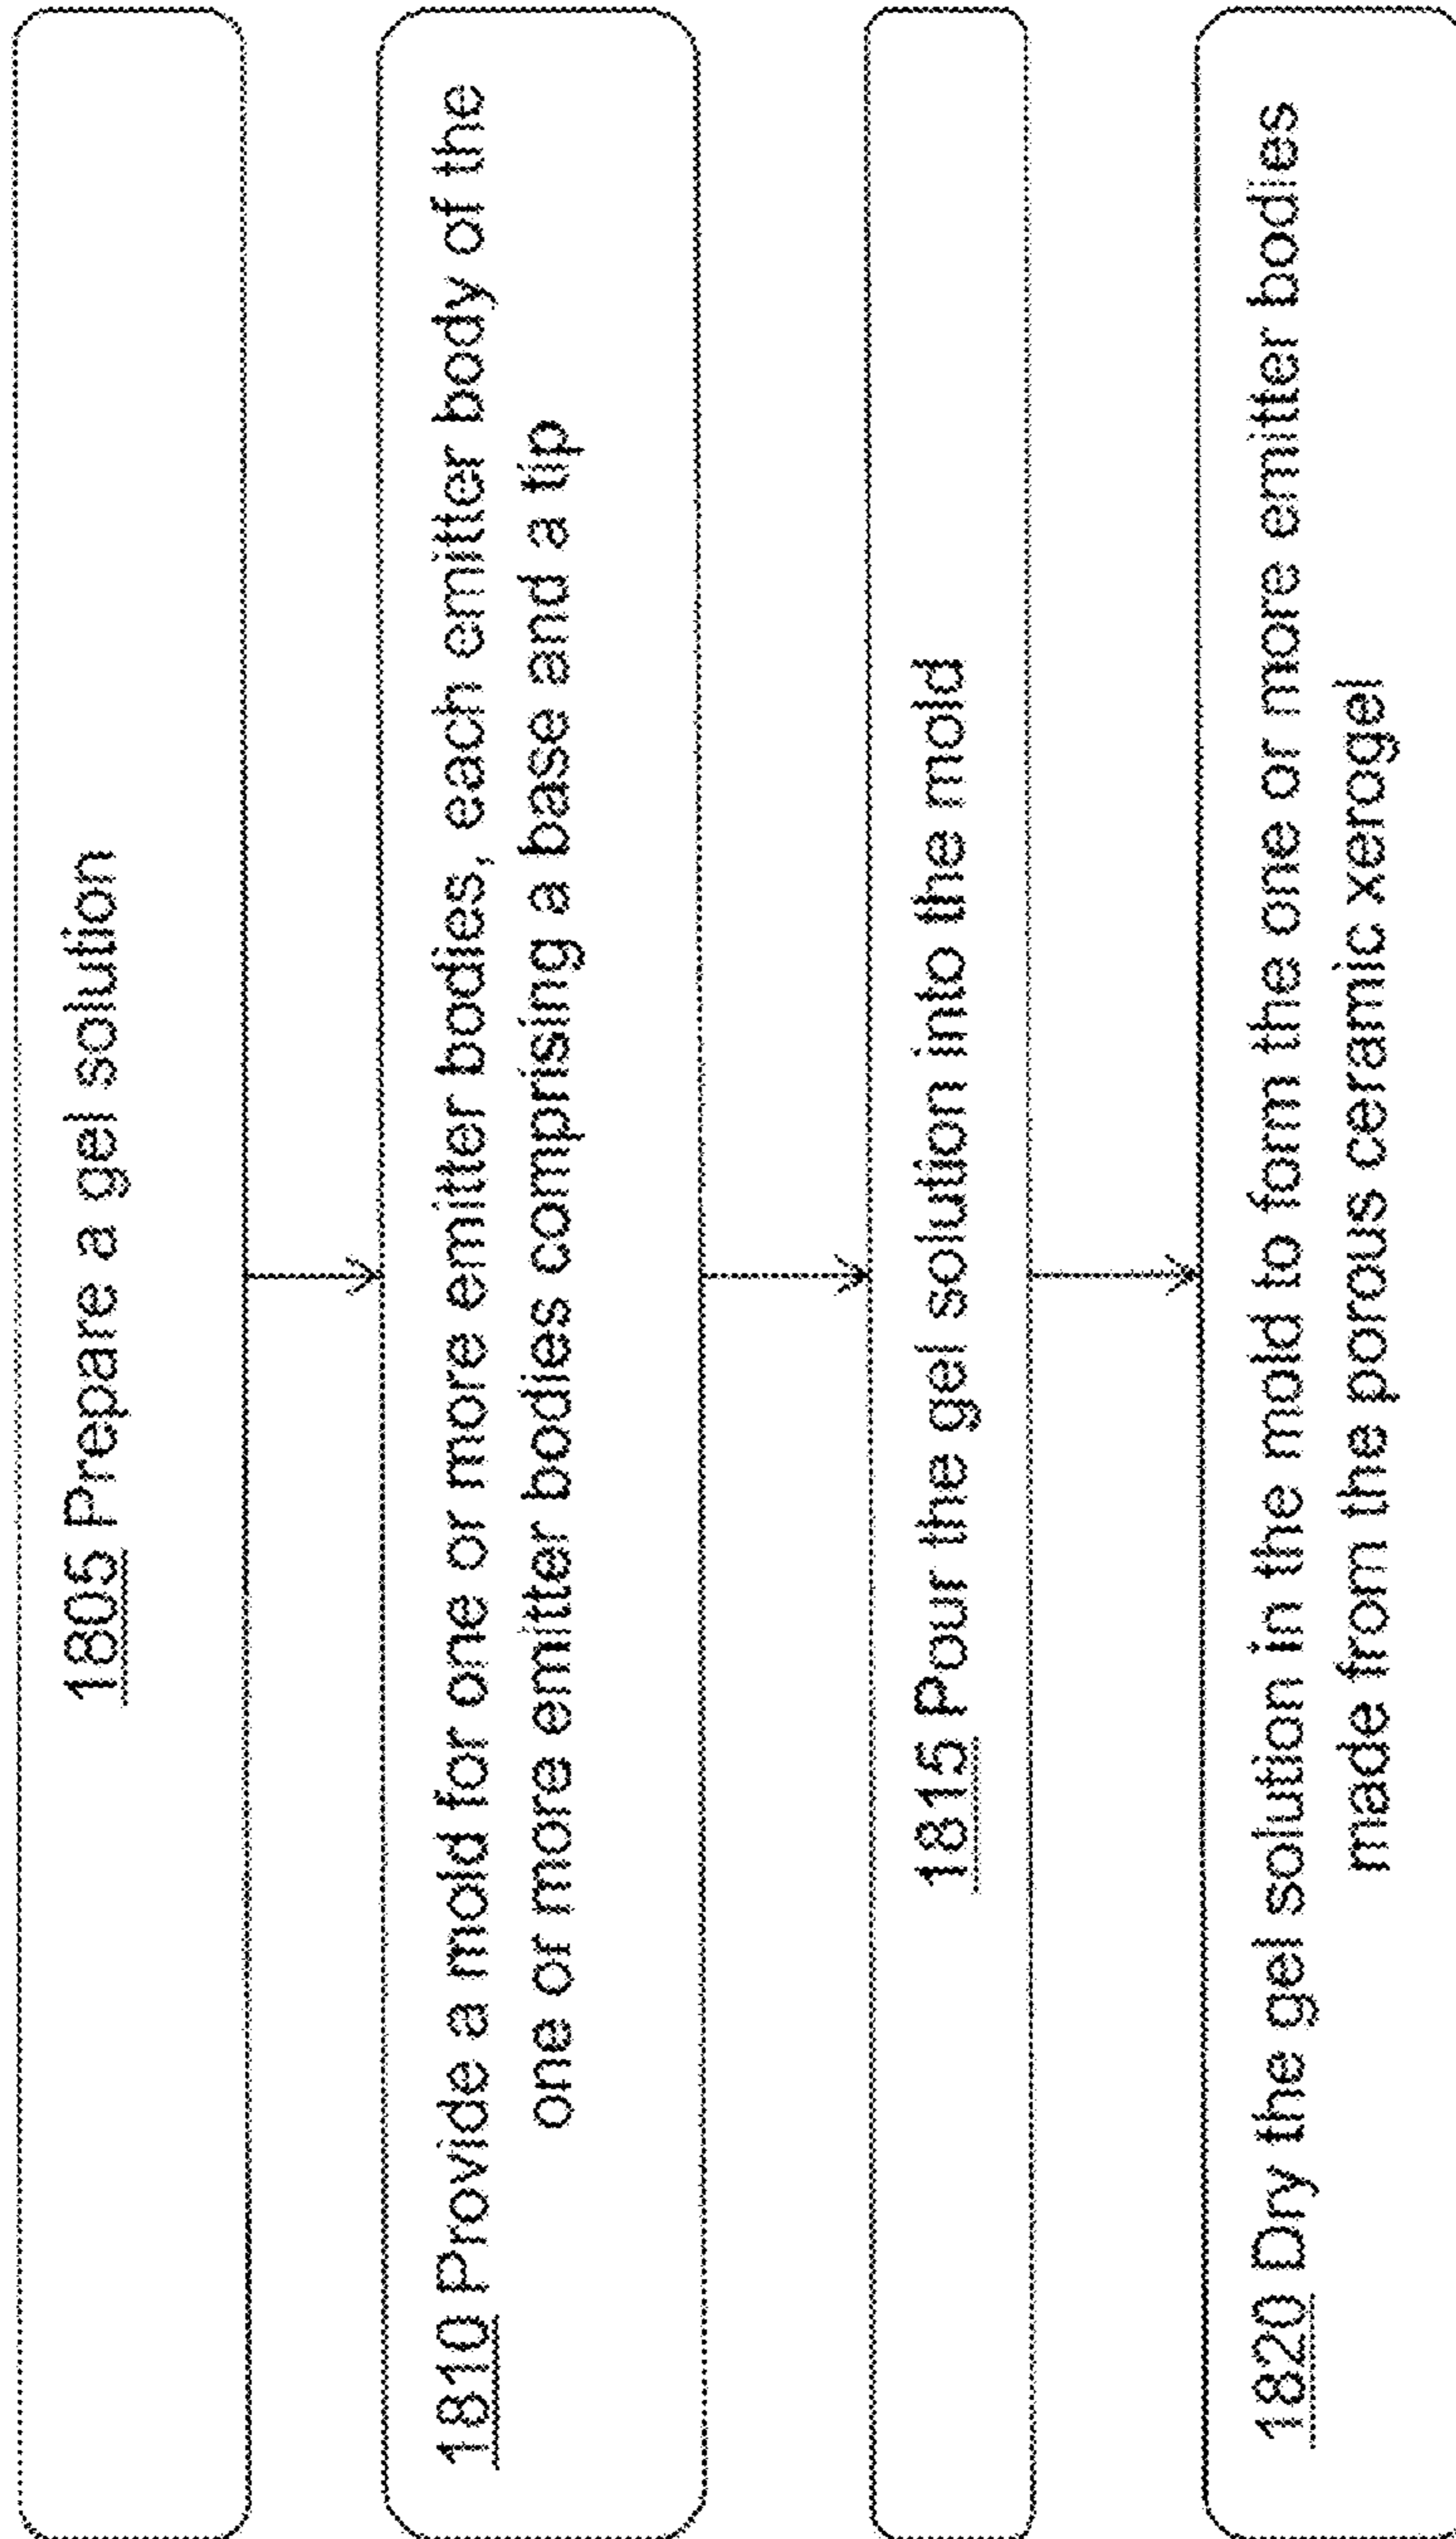 1805 Prepare a gel solution
1810 Provide a mold for one or more emitter bodies, each emitter body of the
one or more emitter bodies comprising a base and a tip
1815 Pour the gel solution into the mold
1820 Dry the gel solution in the mold to form the one or more emitter bodies
made from the porous ceramic xerogel